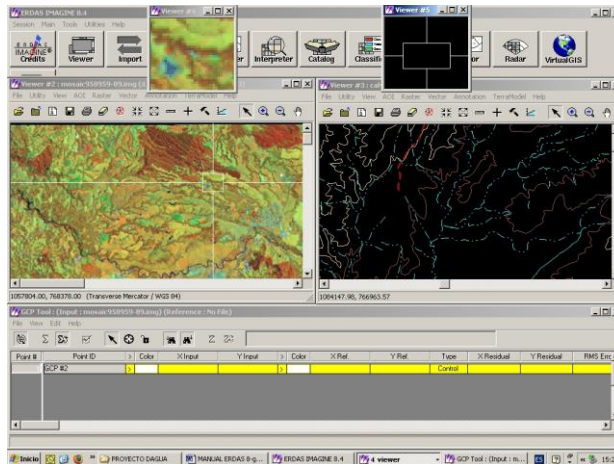 ERDAS IMAGINE 8.4
Session Main Tools Utilities Help
Viewer #4
Viewer #5
IMAGINE
Credits
Viewer
Import
Interpreter
Catalog
Classifi
or
Radar
VirtualGIS
Viewer #2 : mosaic958959-89.img (
Viewer #3 : ca
File Utility View AOI Raster Vector Annotation TerraModel Help
File Utility View AOI Raster Vector Annotation TerraModel Help
1057804.00, 768378.00 (Transverse Mercator / WGS 84)
1084147.98, 766963.57
GCP Tool : (Input : mosaic958959-89.img) (Reference : No File)
File View Edit Help
Point # Point ID > Color X Input Y Input > Color X Ref. Y Ref. Type X Residual Y Residual RMS Err
GCP #2 > > Control
Inicio
PROYECTO DAGUA
MANUAL ERDAS 8-g...
ERDAS IMAGINE 8.4
4 viewer
GCP Tool : (Input : m...